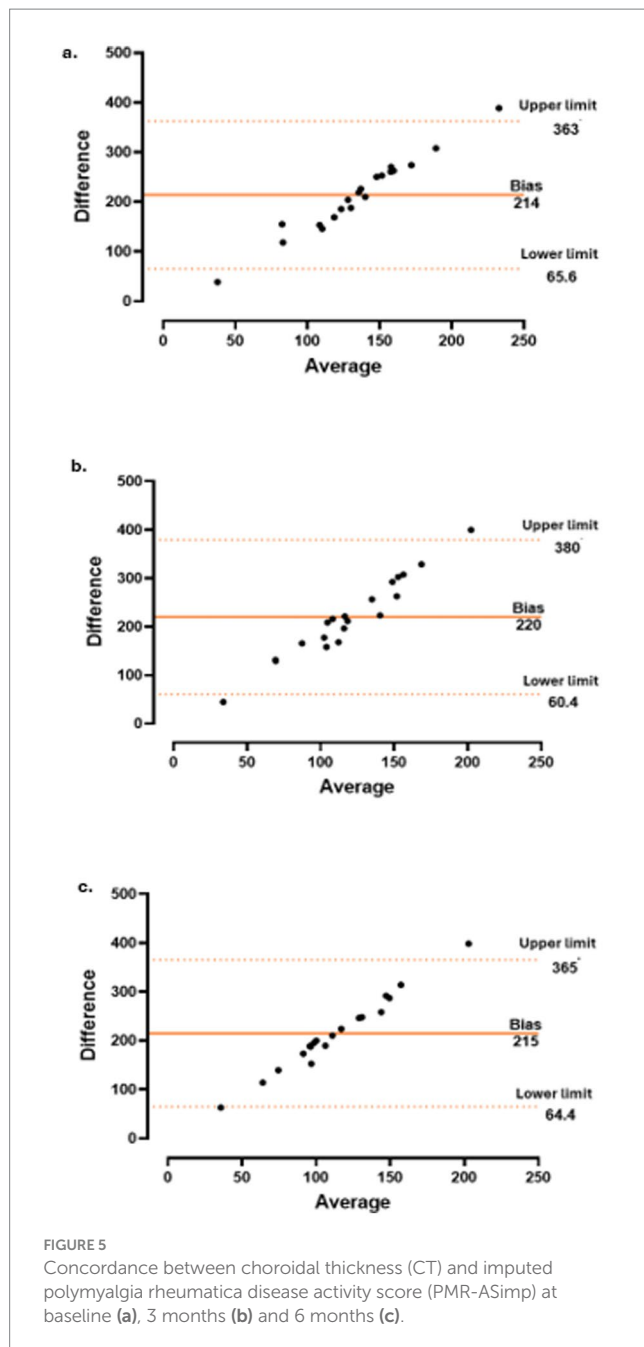 a.
500
400
300
200
100
0
Difference
Upper limit
363
Bias
214
Lower limit
65.6
0 50 100 150 200 250
Average
b.
500
400
300
200
100
0
Difference
Upper limit
380
Bias
220
Lower limit
60.4
0 50 100 150 200 250
Average
c.
500
400
300
200
100
0
Difference
Upper limit
365
Bias
215
Lower limit
64.4
0 50 100 150 200 250
Average
FIGURE 5
Concordance between choroidal thickness (CT) and imputed
polymyalgia rheumatica disease activity score (PMR-ASimp) at
baseline (a), 3 months (b) and 6 months (c).